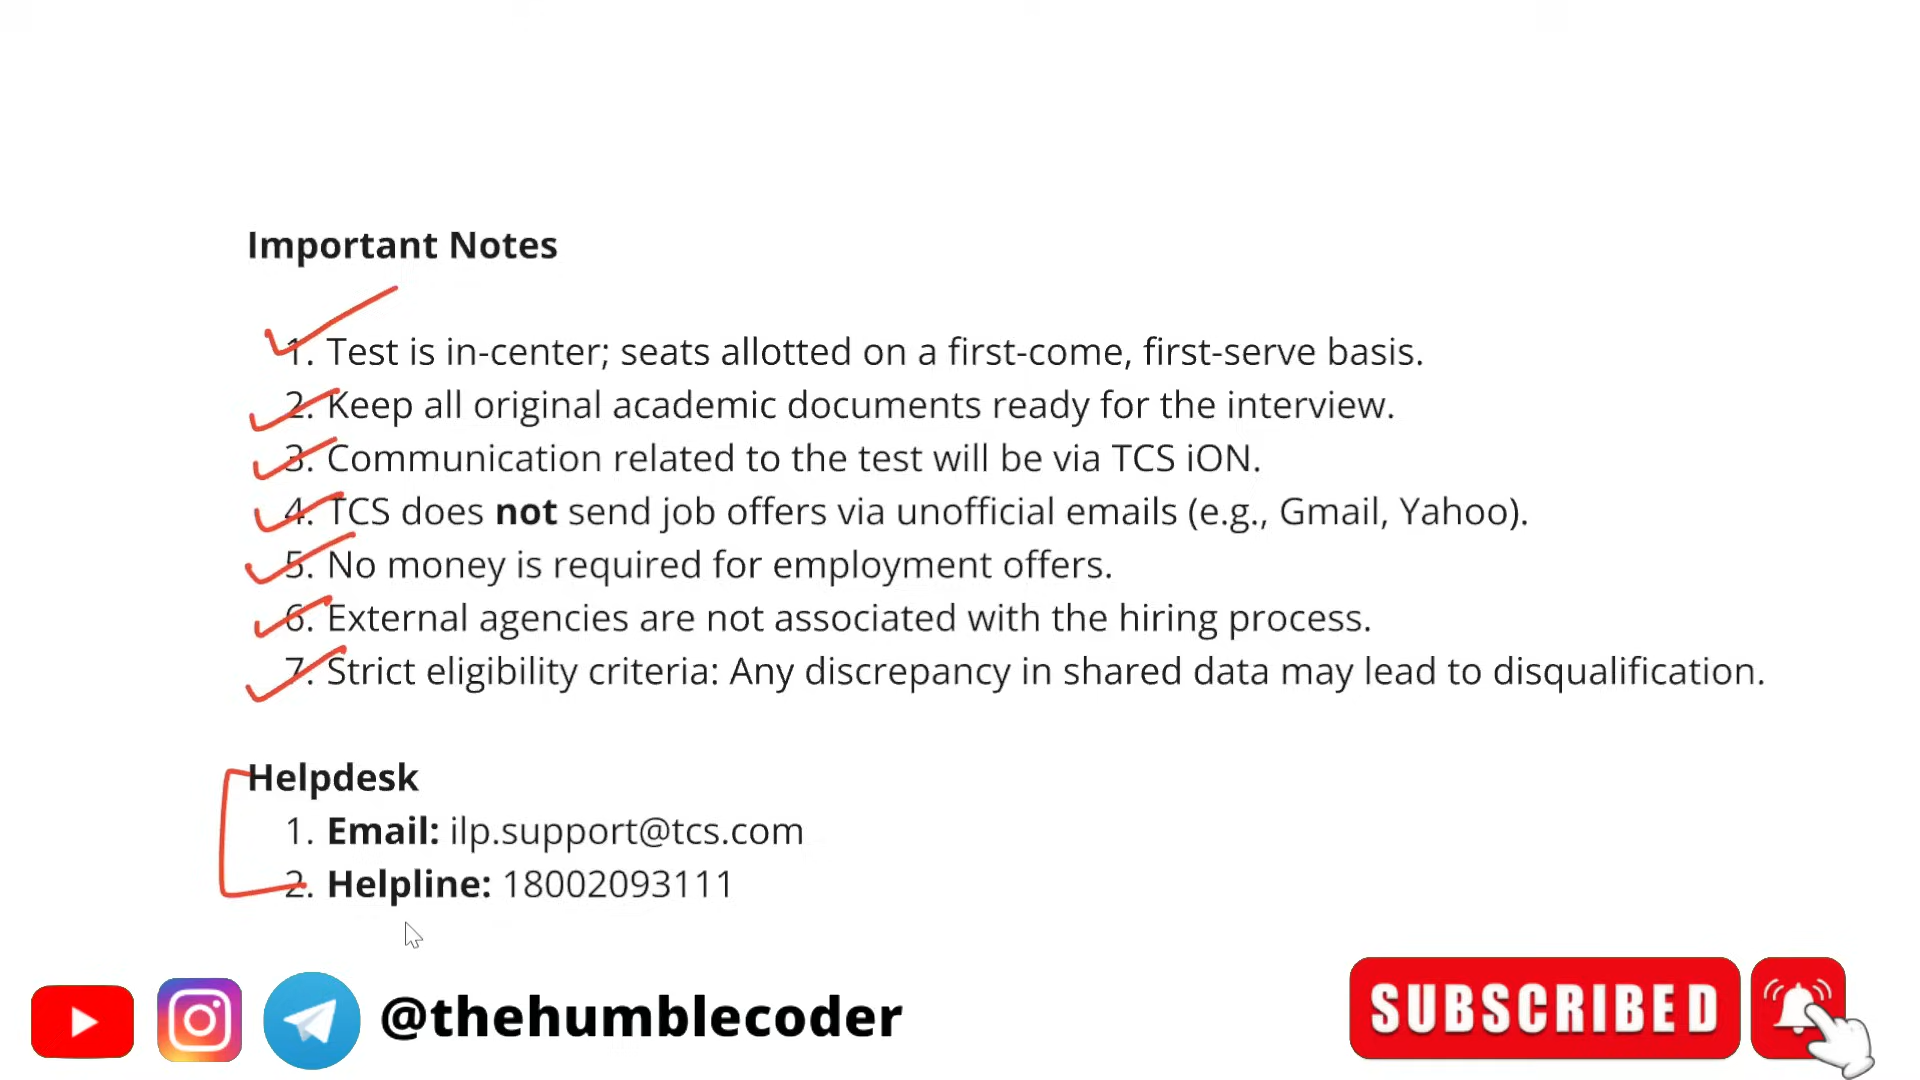 Important Notes
1. Test is in-center; seats allotted on a first-come, first-serve basis.
2. Keep all original academic documents ready for the interview.
3. Communication related to the test will be via TCS iON.
4. TCS does not send job offers via unofficial emails (e.g., Gmail, Yahoo).
5. No money is required for employment offers.
6. External agencies are not associated with the hiring process.
7. Strict eligibility criteria: Any discrepancy in shared data may lead to disqualification.
Helpdesk
1. Email: ilp.support@tcs.com
2. Helpline: 18002093111
@thehumblecoder
SUBSCRIBED